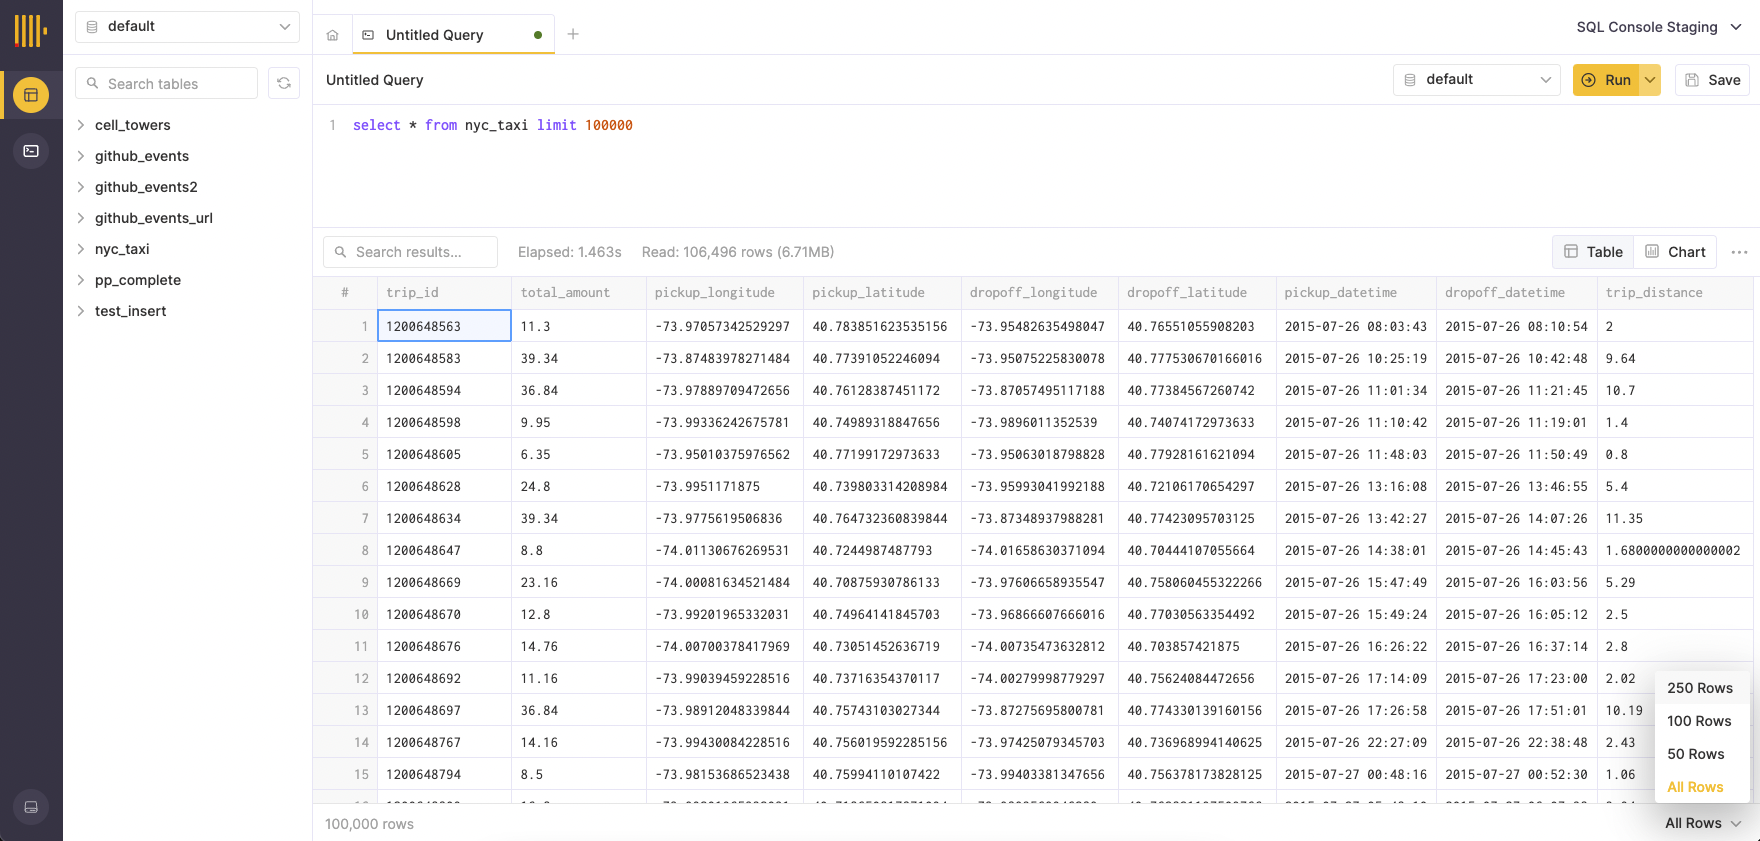 default
Untitled Query
SQL Console Staging
Search tables
Untitled Query
default
Run
Save
cell_towers
github_events
github_events2
github_events_url
nyc_taxi
pp_complete
test_insert
1 select * from nyc_taxi limit 100000
Search results...
Elapsed: 1.463s
Read: 106,496 rows (6.71MB)
Table
Chart
# trip_id total_amount pickup_longitude pickup_latitude dropoff_longitude dropoff_latitude pickup_datetime dropoff_datetime trip_distance
1 1200648563 11.3 -73.97057342529297 40.783851623535156 -73.95482635498047 40.76551055908203 2015-07-26 08:03:43 2015-07-26 08:10:54 2
2 1200648583 39.34 -73.87483978271484 40.77391052246094 -73.95075225830078 40.777530670166016 2015-07-26 10:25:19 2015-07-26 10:42:48 9.64
3 1200648594 36.84 -73.97889709472656 40.76128387451172 -73.87057495117188 40.77384567260742 2015-07-26 11:01:34 2015-07-26 11:21:45 10.7
4 1200648598 9.95 -73.99336242675781 40.74989318847656 -73.9896011352539 40.74074172973633 2015-07-26 11:10:42 2015-07-26 11:19:01 1.4
5 1200648605 6.35 -73.95010375976562 40.77199172973633 -73.95063018798828 40.77928161621094 2015-07-26 11:48:03 2015-07-26 11:50:49 0.8
6 1200648628 24.8 -73.9951171875 40.739803314208984 -73.95993041992188 40.72106170654297 2015-07-26 13:16:08 2015-07-26 13:46:55 5.4
7 1200648634 39.34 -73.9775619506836 40.764732360839844 -73.87348937988281 40.77423095703125 2015-07-26 13:42:27 2015-07-26 14:07:26 11.35
8 1200648647 8.8 -74.01130676269531 40.7244987487793 -74.01658630371094 40.70444107055664 2015-07-26 14:38:01 2015-07-26 14:45:43 1.6800000000000002
9 1200648669 23.16 -74.00081634521484 40.70875930786133 -73.97606658935547 40.758060455322266 2015-07-26 15:47:49 2015-07-26 16:03:56 5.29
10 1200648670 12.8 -73.99201965332031 40.74964141845703 -73.96866607666016 40.77030563354492 2015-07-26 15:49:24 2015-07-26 16:05:12 2.5
11 1200648676 14.76 -74.00700378417969 40.73051452636719 -74.00735473632812 40.703857421875 2015-07-26 16:26:22 2015-07-26 16:37:14 2.8
12 1200648692 11.16 -73.99039459228516 40.73716354370117 -74.00279998779297 40.75624084472656 2015-07-26 17:14:09 2015-07-26 17:23:00 2.02
13 1200648697 36.84 -73.98912048339844 40.75743103027344 -73.87275695800781 40.774330139160156 2015-07-26 17:26:58 2015-07-26 17:51:01 10.19
14 1200648767 14.16 -73.99430084228516 40.756019592285156 -73.97425079345703 40.736968994140625 2015-07-26 22:27:09 2015-07-26 22:38:48 2.43
15 1200648794 8.5 -73.98153686523438 40.75994110107422 -73.99403381347656 40.756378173828125 2015-07-27 00:48:16 2015-07-27 00:52:30 1.06
250 Rows
100 Rows
50 Rows
All Rows
100,000 rows
All Rows